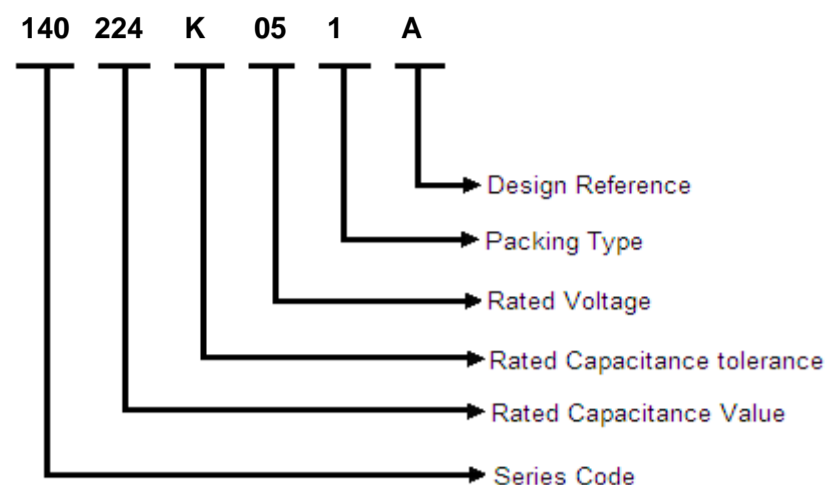 140 224 K 05 1 A
Design Reference
Packing Type
Rated Voltage
Rated Capacitance tolerance
Rated Capacitance Value
Series Code